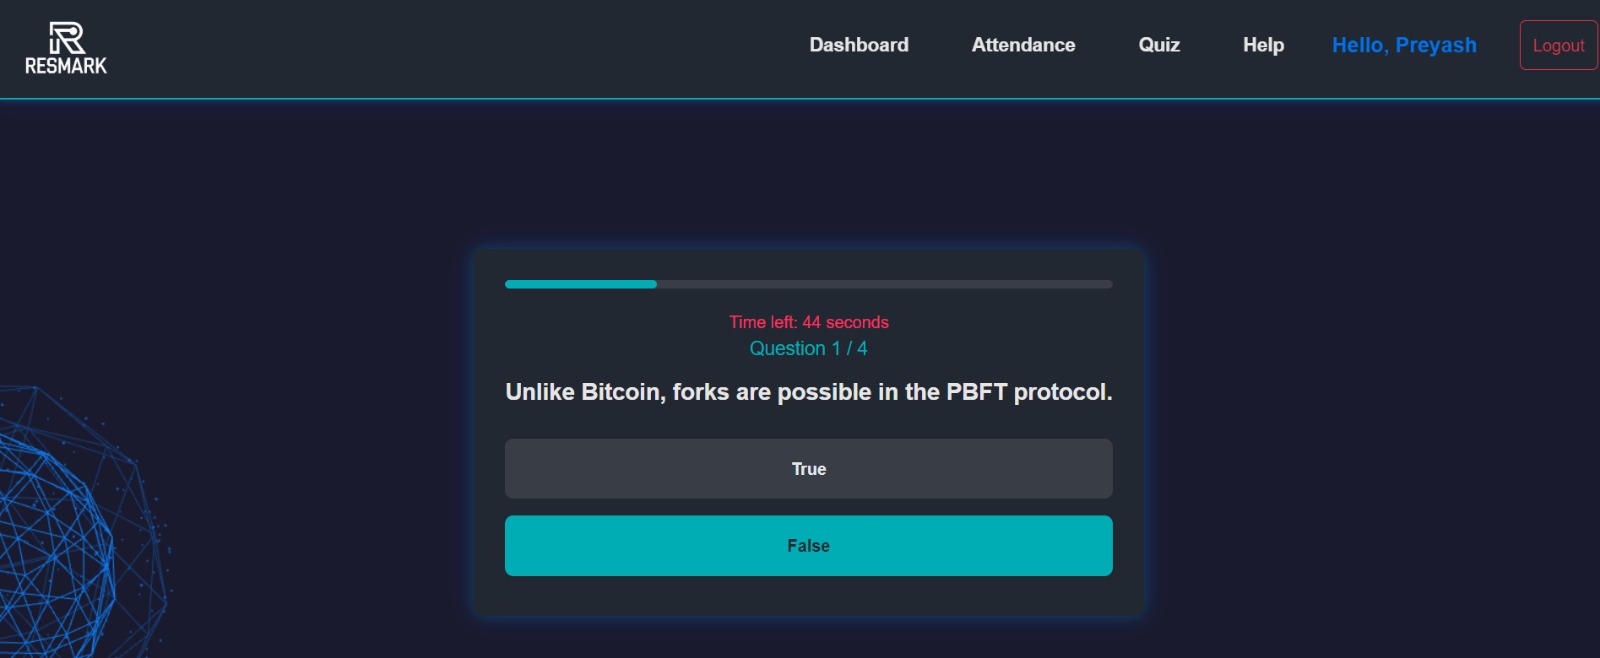 RESMARK
Dashboard Attendance Quiz Help Hello, Preyash Logout
Time left: 44 seconds
Question 1 / 4
Unlike Bitcoin, forks are possible in the PBFT protocol.
True
False